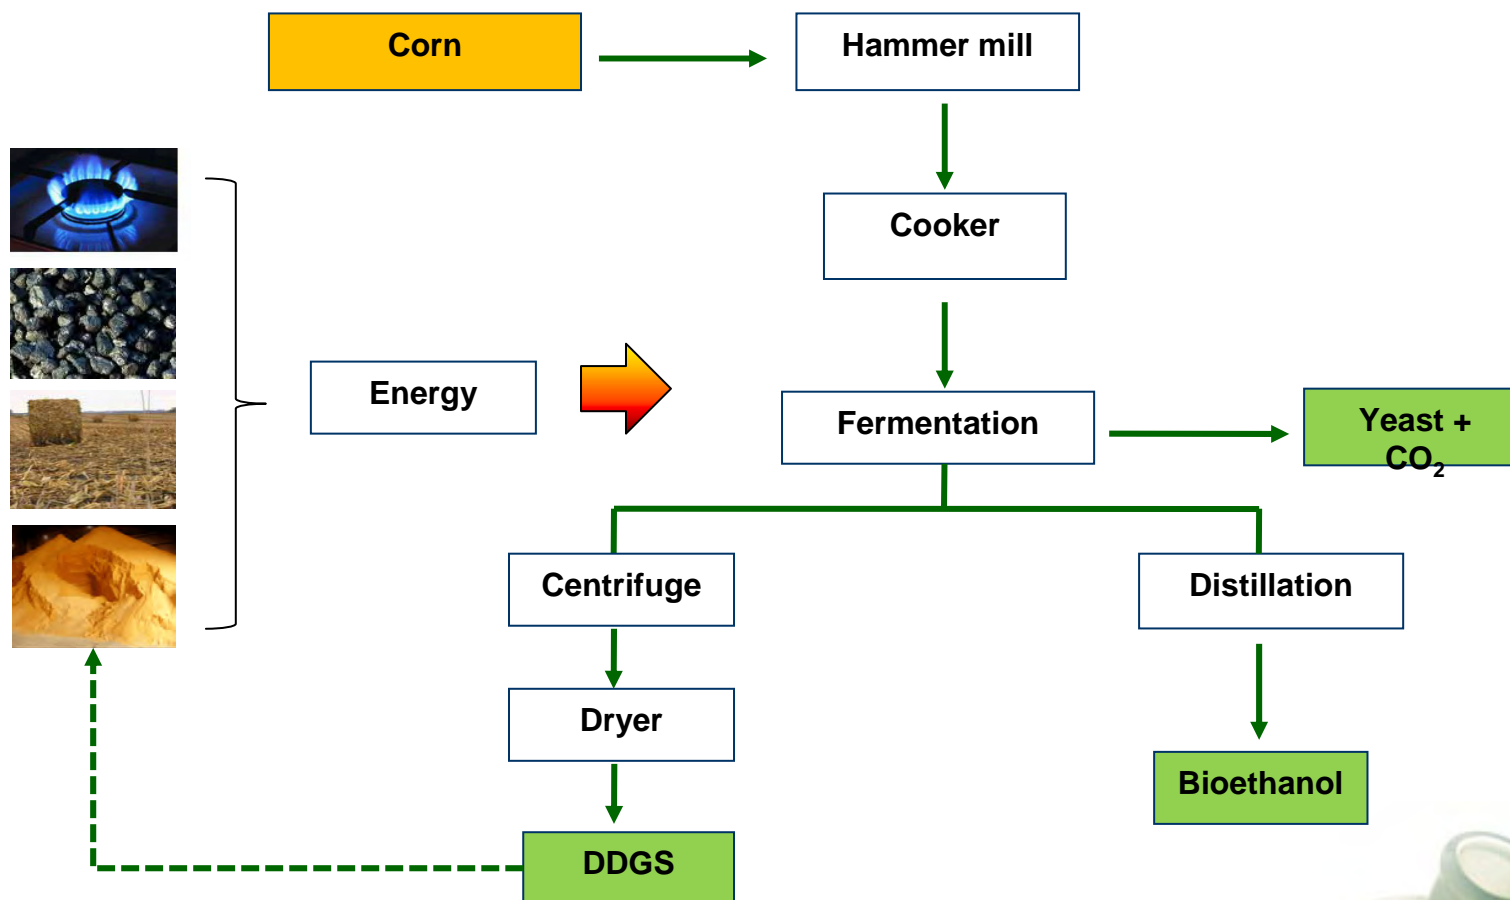 Corn
Hammer mill
Cooker
Energy
Fermentation
Yeast +
CO₂
Centrifuge
Distillation
Dryer
Bioethanol
DDGS